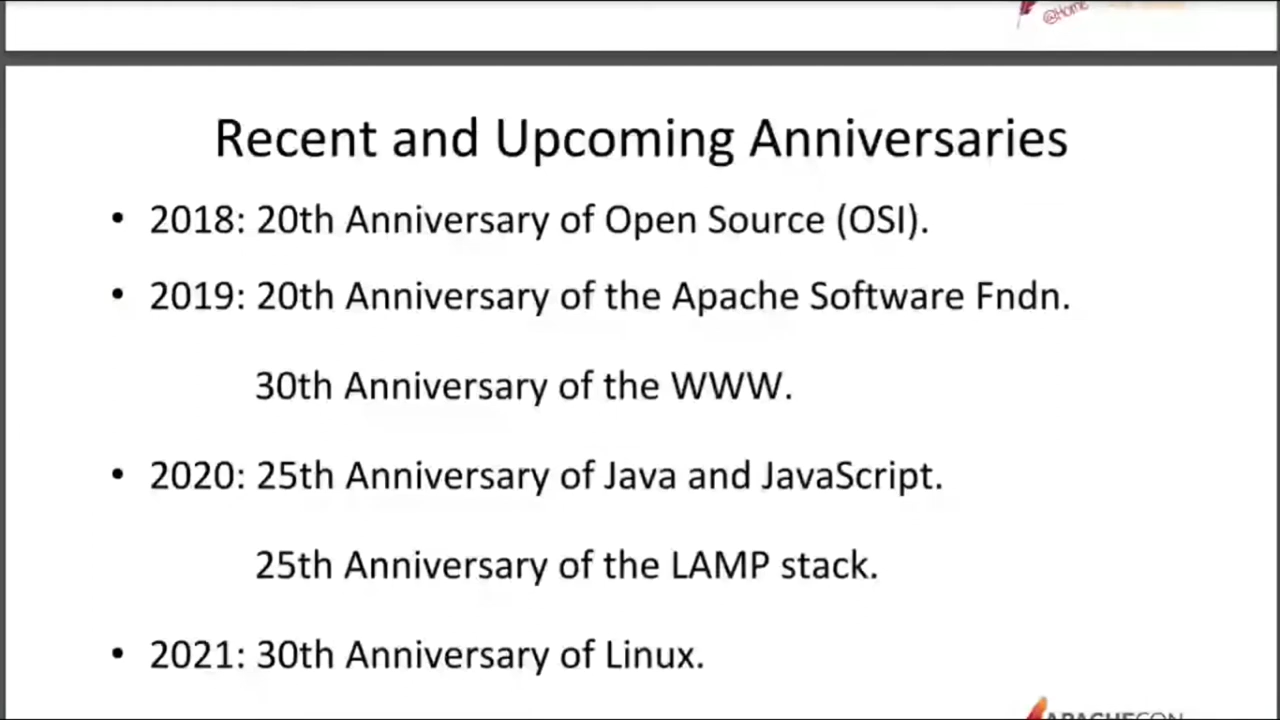 @Home
Recent and Upcoming Anniversaries
• 2018: 20th Anniversary of Open Source (OSI).
• 2019: 20th Anniversary of the Apache Software Fndn.
30th Anniversary of the WWW.
• 2020: 25th Anniversary of Java and JavaScript.
25th Anniversary of the LAMP stack.
• 2021: 30th Anniversary of Linux.
APACHECON